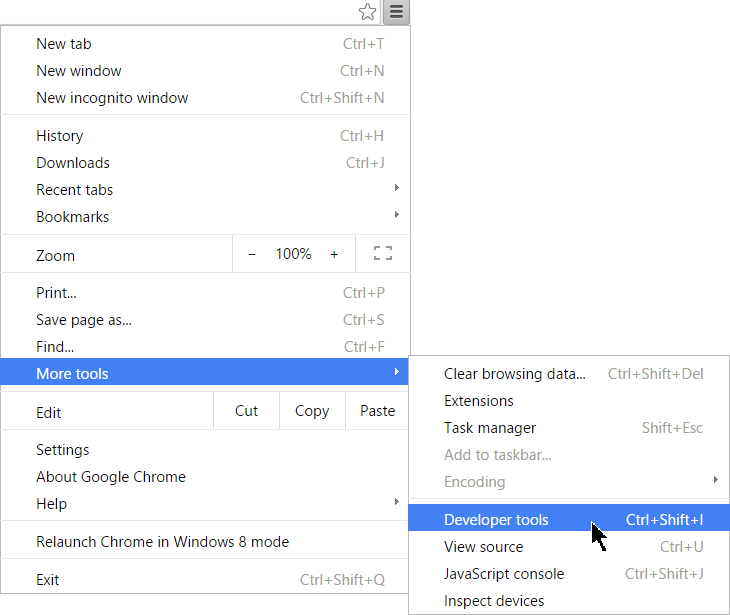 New tab Ctrl+T
New window Ctrl+N
New incognito window Ctrl+Shift+N
History Ctrl+H
Downloads Ctrl+J
Recent tabs
Bookmarks
Zoom − 100% +
Print... Ctrl+P
Save page as... Ctrl+S
Find... Ctrl+F
More tools
Edit Cut Copy Paste
Settings
About Google Chrome
Help
Relaunch Chrome in Windows 8 mode
Exit Ctrl+Shift+Q
Clear browsing data... Ctrl+Shift+Del
Extensions
Task manager Shift+Esc
Add to taskbar...
Encoding
Developer tools Ctrl+Shift+I
View source Ctrl+U
JavaScript console Ctrl+Shift+J
Inspect devices